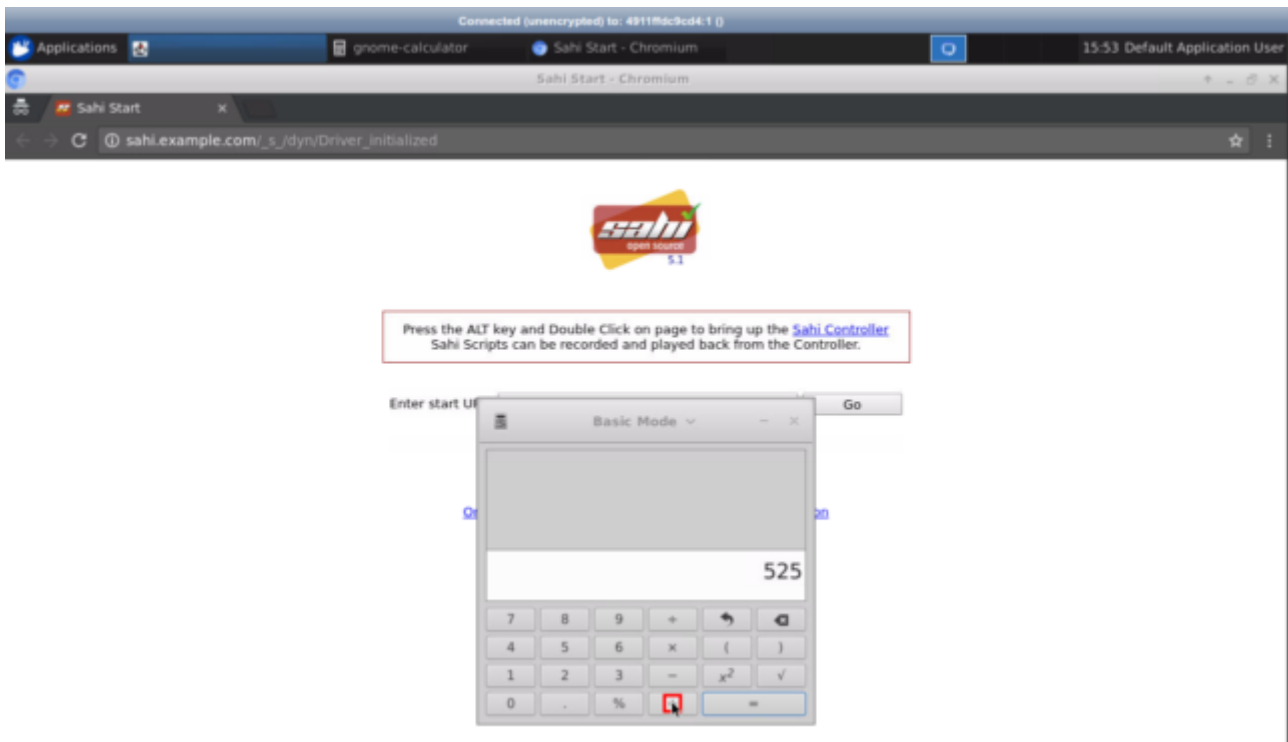 Connected (unencrypted) to: 4911ffdc9cd4:1 ()
Applications gnome-calculator Sahi Start - Chromium 15:53 Default Application User
Sahi Start - Chromium
Sahi Start
sahi.example.com/_s_/dyn/Driver_initialized
sahi
open source
5.1
Press the ALT key and Double Click on page to bring up the Sahi Controller
Sahi Scripts can be recorded and played back from the Controller.
Enter start Go
Basic Mode
525
7 8 9 ÷
4 5 6 × ( )
1 2 3 − x² √
0 . % =